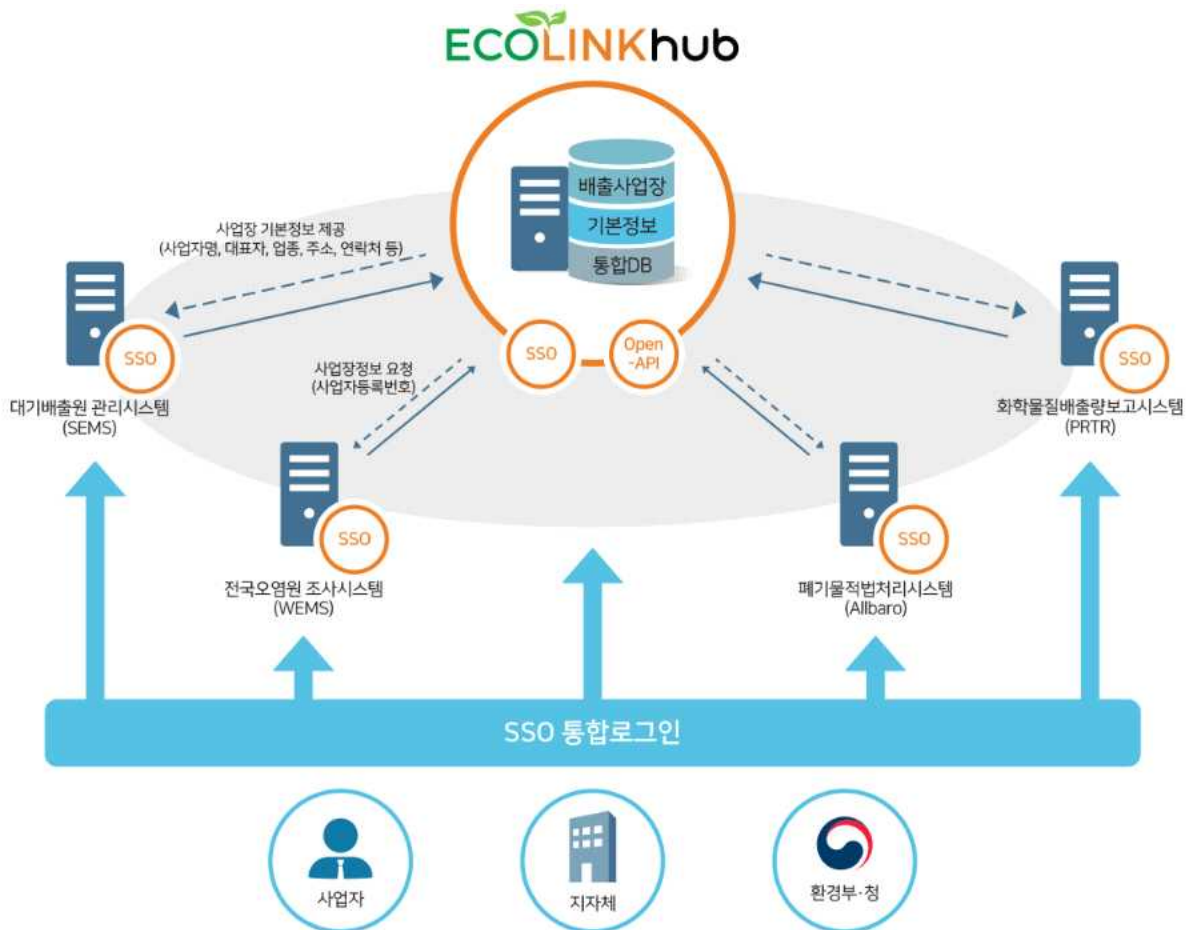 ECOLINKhub
배출사업장
기본정보
통합DB
사업장 기본정보 제공
(사업자명, 대표자, 업종, 주소, 연락처 등)
SSO
Open
-API
SSO
SSO
사업장정보 요청
(사업자등록번호)
대기배출원 관리시스템
(SEMS)
화학물질배출량보고시스템
(PRTR)
SSO
SSO
전국오염원 조사시스템
(WEMS)
폐기물적법처리시스템
(Allbaro)
SSO 통합로그인
사업자
지자체
환경부·청